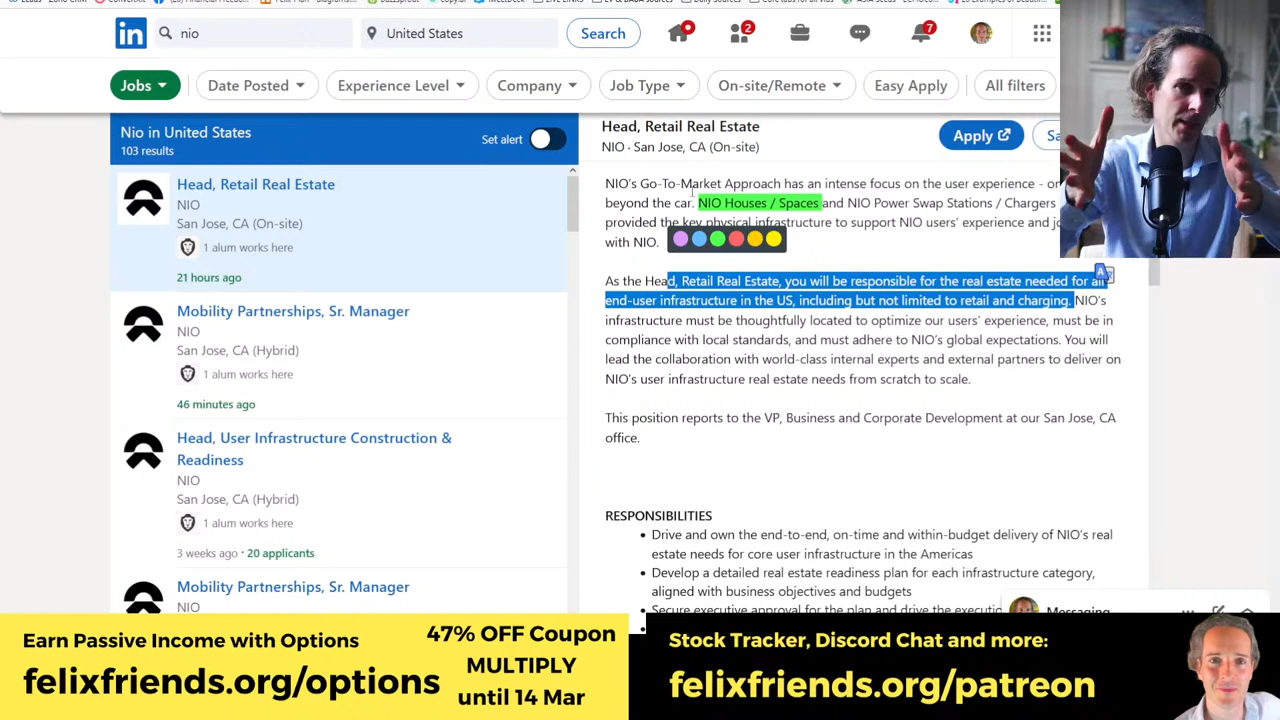 in
nio
United States
Search
2
7
Jobs
Date Posted
Experience Level
Company
Job Type
On-site/Remote
Easy Apply
All filters
Nio in United States
103 results
Set alert
Head, Retail Real Estate
NIO
San Jose, CA (On-site)
1 alum works here
21 hours ago
Mobility Partnerships, Sr. Manager
NIO
San Jose, CA (Hybrid)
1 alum works here
46 minutes ago
Head, User Infrastructure Construction &
Readiness
NIO
San Jose, CA (Hybrid)
1 alum works here
3 weeks ago · 20 applicants
Mobility Partnerships, Sr. Manager
NIO
Head, Retail Real Estate
NIO · San Jose, CA (On-site)
Apply
Sa
NIO's Go-To-Market Approach has an intense focus on the user experience - on
beyond the car. NIO Houses / Spaces and NIO Power Swap Stations / Chargers
provided the key physical infrastructure to support NIO users' experience and jo
with NIO.
As the Head, Retail Real Estate, you will be responsible for the real estate needed for all
end-user infrastructure in the US, including but not limited to retail and charging. NIO's
infrastructure must be thoughtfully located to optimize our users' experience, must be in
compliance with local standards, and must adhere to NIO's global expectations. You will
lead the collaboration with world-class internal experts and external partners to deliver on
NIO's user infrastructure real estate needs from scratch to scale.
This position reports to the VP, Business and Corporate Development at our San Jose, CA
office.
RESPONSIBILITIES
• Drive and own the end-to-end, on-time and within-budget delivery of NIO's real
estate needs for core user infrastructure in the Americas
• Develop a detailed real estate readiness plan for each infrastructure category,
aligned with business objectives and budgets
• Secure executive approval for the plan and drive the
Messaging
Earn Passive Income with Options
felixfriends.org/options
47% OFF Coupon
MULTIPLY
until 14 Mar
Stock Tracker, Discord Chat and more:
felixfriends.org/patreon